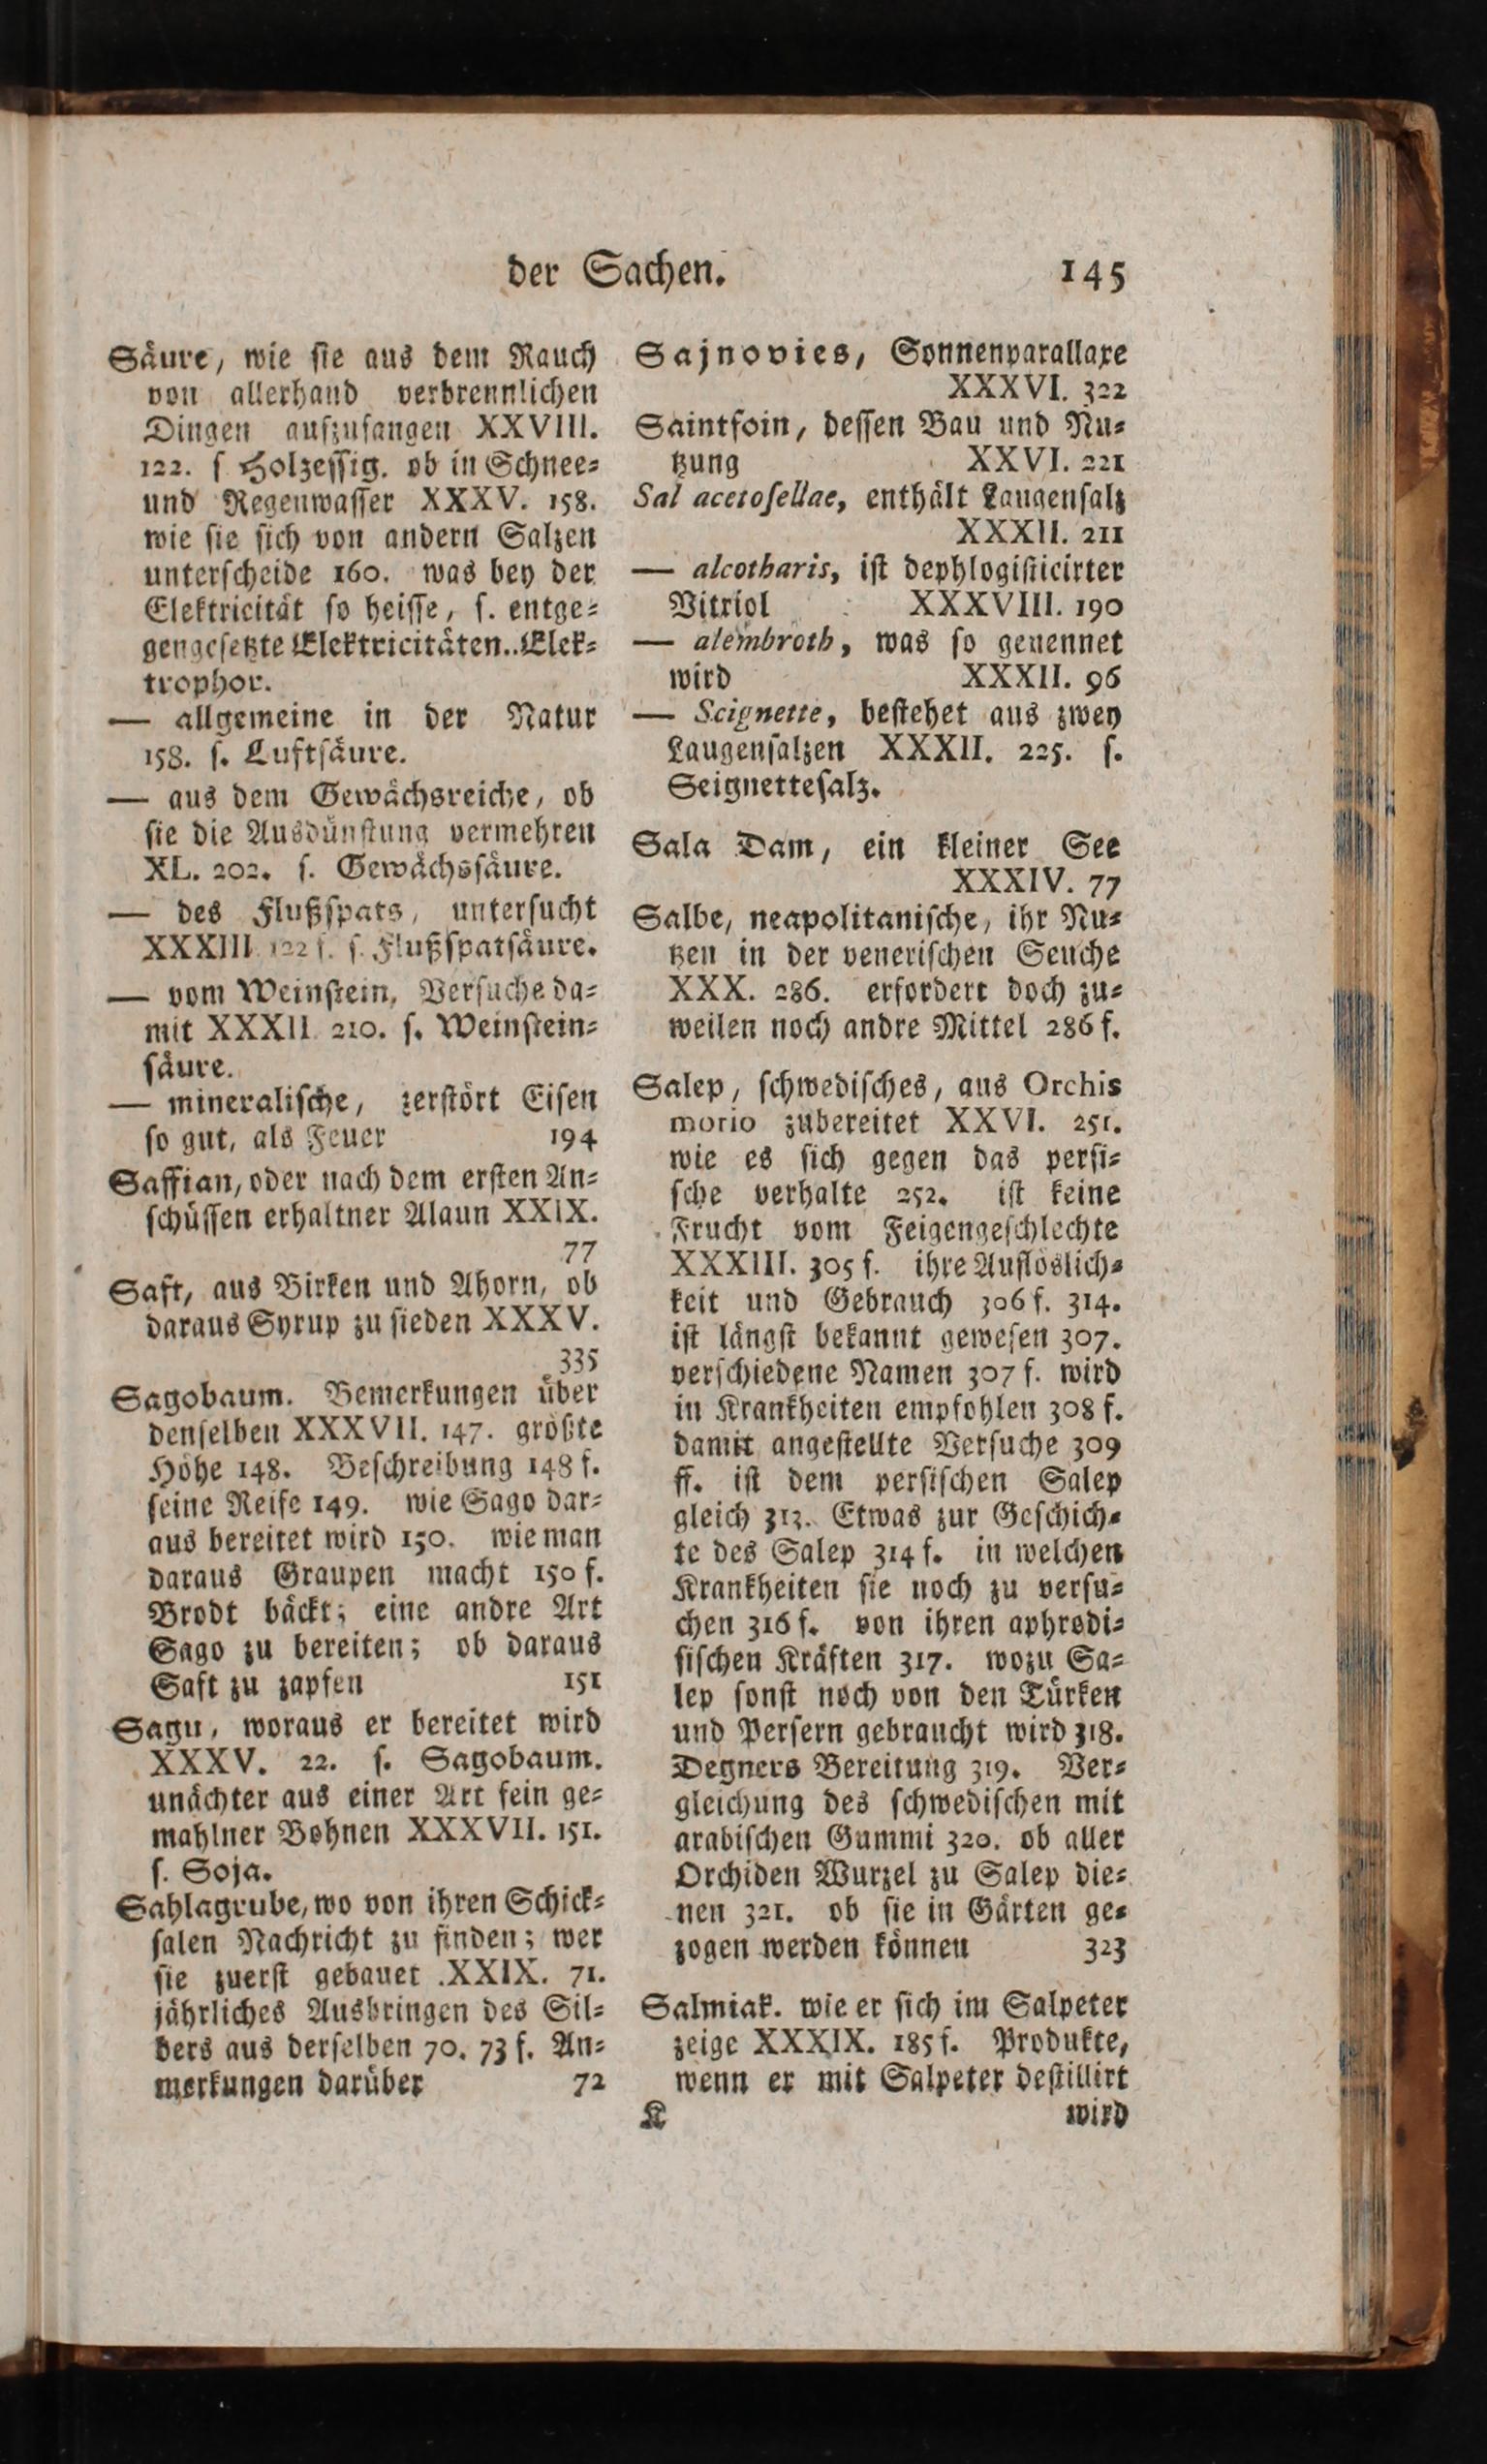 der Sachen. 145
Säure, wie ſie aus dem Rauch
von allerhand verbrennlichen
Dingen aufzufangen XXVIII.
122. ſ Holzeſſig. ob in Schnee-
und Regenwaſſer XXXV. 158.
wie ſie ſich von andern Salzen
unterſcheide 160. was bey der
Elektricität ſo heiſſe, ſ. entge-
gengeſetzte Elektricitäten..Elek-
trophor.
— allgemeine in der Natur
158. ſ. Luftſäure.
— aus dem Gewächsreiche, ob
ſie die Ausdünſtung vermehren
XL. 202. ſ. Gewächsſäure.
— des Flußſpats, unterſucht
XXXIII 122 f. ſ. Flußſpatſäure.
— vom Weinſtein, Verſuche da-
mit XXXII 210. ſ. Weinſtein-
ſäure.
— mineraliſche, zerſtört Eiſen
ſo gut, als Feuer 194
Saffian, oder nach dem erſten An-
ſchüſſen erhaltner Alaun XXIX.
77
Saft, aus Birken und Ahorn, ob
daraus Syrup zu ſieden XXXV.
335
Sagobaum. Bemerkungen über
denſelben XXXVII. 147. größte
Höhe 148. Beſchreibung 148 f.
ſeine Reife 149. wie Sago dar-
aus bereitet wird 150. wie man
daraus Graupen macht 150 f.
Brodt bäckt; eine andre Art
Sago zu bereiten; ob daraus
Saft zu zapfen 151
Sagu, woraus er bereitet wird
XXXV. 22. ſ. Sagobaum.
unächter aus einer Art fein ge-
mahlner Bohnen XXXVII. 151.
ſ. Soja.
Sahlagrube, wo von ihren Schick-
ſalen Nachricht zu finden; wer
ſie zuerſt gebauet .XXIX. 71.
jährliches Ausbringen des Sil-
bers aus derſelben 70. 73 f. An-
merkungen darüber 72
Sajnovies, Sonnenparallaxe
XXXVI. 322
Saintfoin, deſſen Bau und Nu-
tzung XXVI. 221
Sal acetoſellae, enthält Laugenſalz
XXXII. 211
— alcotharis, iſt dephlogiſticirter
Vitriol XXXVIII. 190
— alembroth, was ſo genennet
wird XXXII. 96
— Seignette, beſtehet aus zwey
Laugenſalzen XXXII. 225. ſ.
Seignetteſalz.
Sala Dam, ein kleiner See
XXXIV. 77
Salbe, neapolitaniſche, ihr Nu-
tzen in der veneriſchen Seuche
XXX. 286. erfordert doch zu-
weilen noch andre Mittel 286 f.
Salep, ſchwediſches, aus Orchis
morio zubereitet XXVI. 251.
wie es ſich gegen das perſi-
ſche verhalte 252. iſt keine
Frucht vom Feigengeſchlechte
XXXIII. 305 f. ihre Auflöslich-
keit und Gebrauch 306 f. 314.
iſt längſt bekannt geweſen 307.
verſchiedene Namen 307 f. wird
in Krankheiten empfohlen 308 f.
damit angeſtellte Verſuche 309
ff. iſt dem perſiſchen Salep
gleich 313. Etwas zur Geſchich-
te des Salep 314 f. in welchen
Krankheiten ſie noch zu verſu-
chen 316 f. von ihren aphrodi-
ſiſchen Kräften 317. wozu Sa-
lep ſonſt noch von den Türken
und Perſern gebraucht wird 318.
Degners Bereitung 319. Ver-
gleichung des ſchwediſchen mit
arabiſchen Gummi 320. ob aller
Orchiden Wurzel zu Salep die-
nen 321. ob ſie in Gärten ge-
zogen werden können 323
Salmiak. wie er ſich im Salpeter
zeige XXXIX. 185 f. Produkte,
wenn er mit Salpeter deſtillirt
K wird